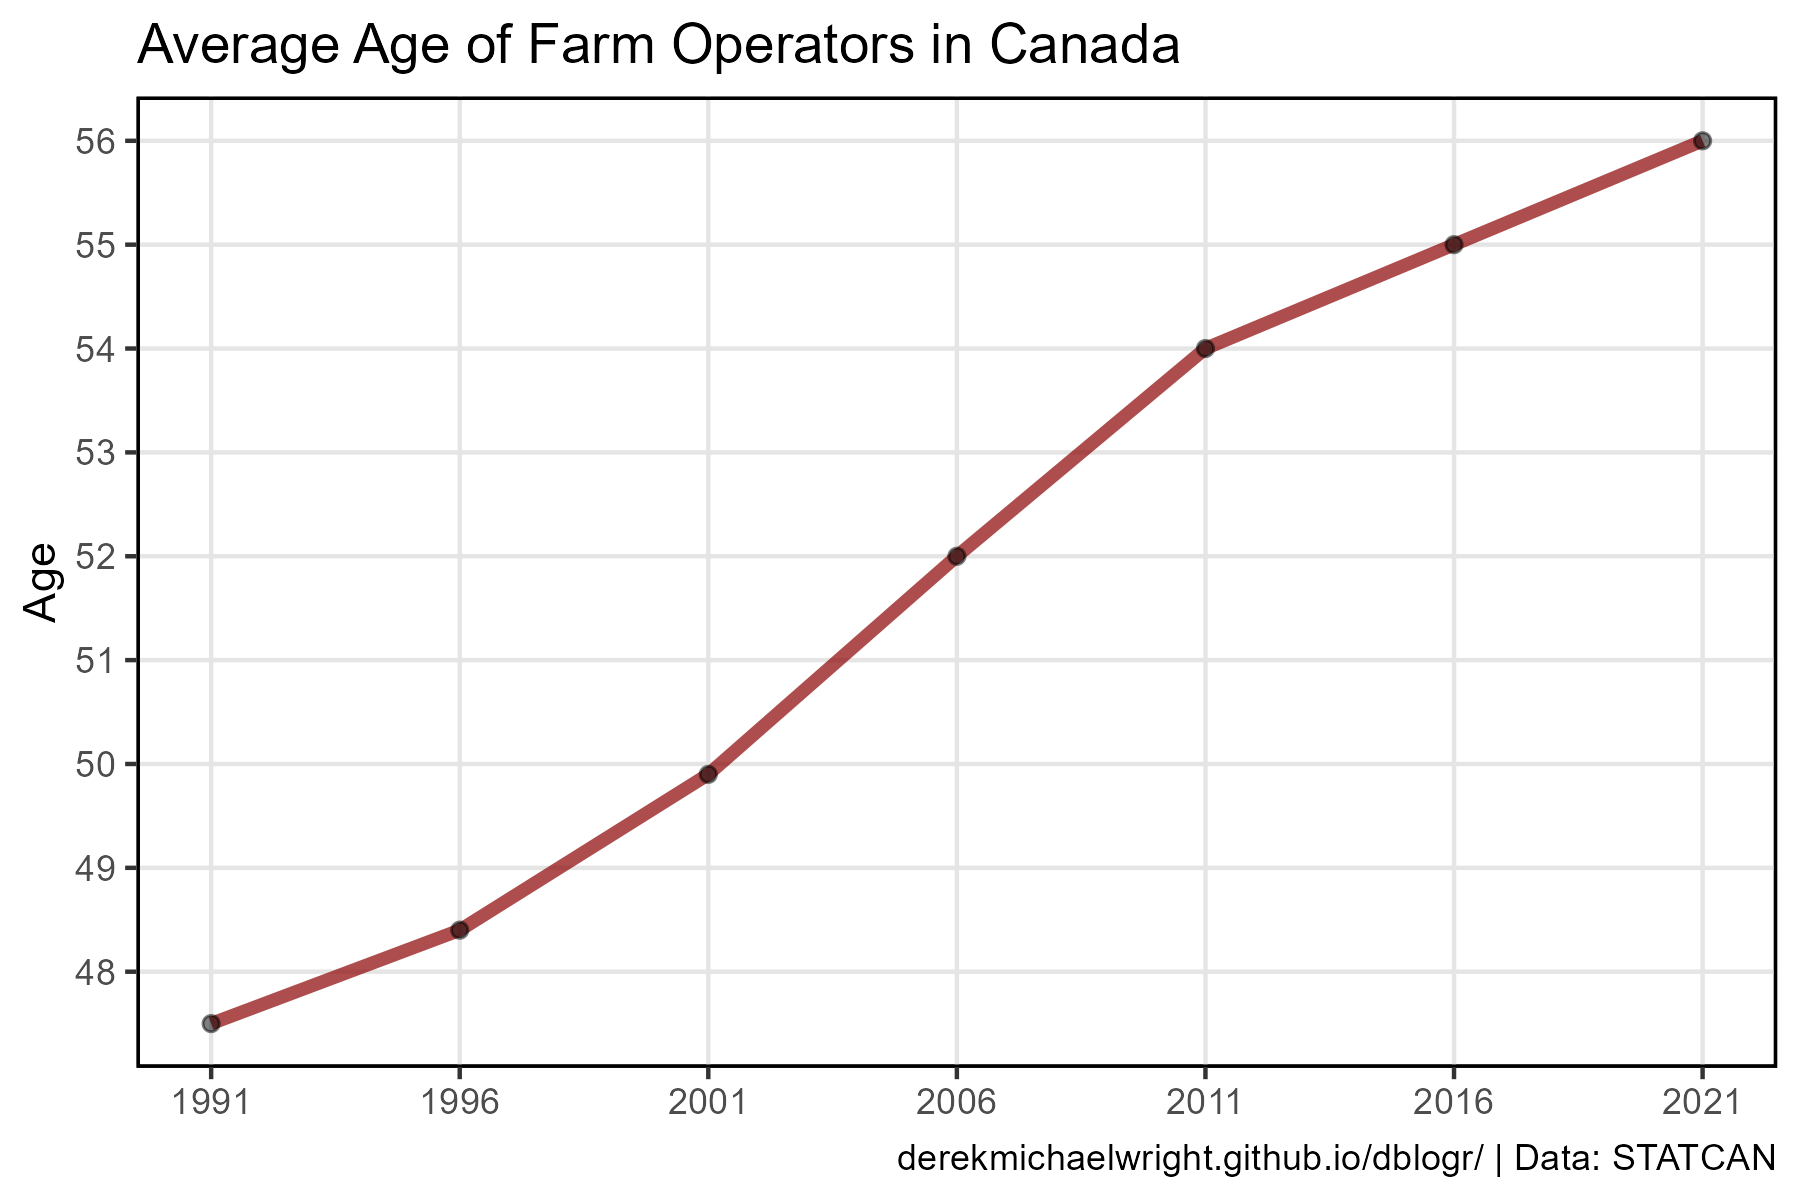 Average Age of Farm Operators in Canada
56
55
54
53
52
51
50
49
48
Age
1991 1996 2001 2006 2011 2016 2021
derekmichaelwright.github.io/dblogr/ | Data: STATCAN